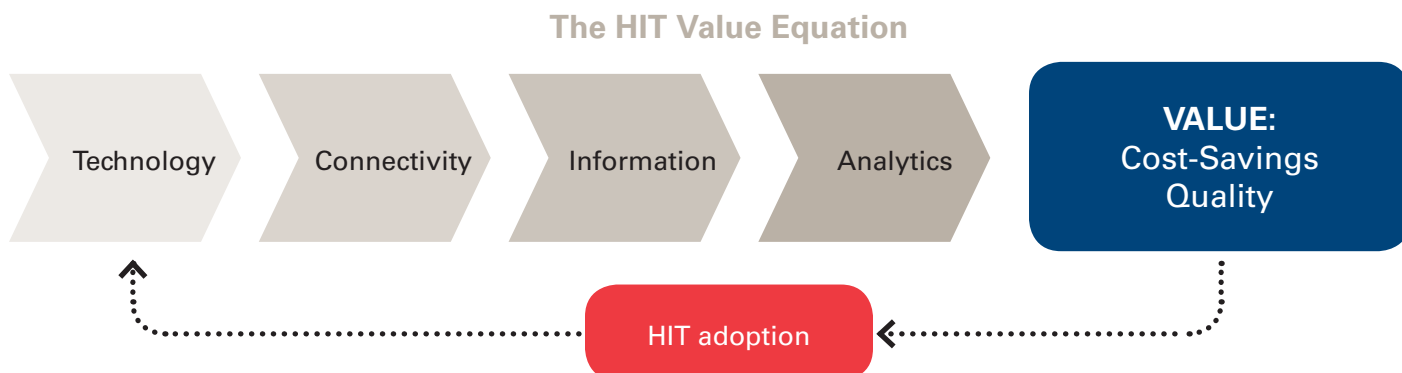 The HIT Value Equation
Technology
Connectivity
Information
Analytics
VALUE:
Cost-Savings
Quality
HIT adoption